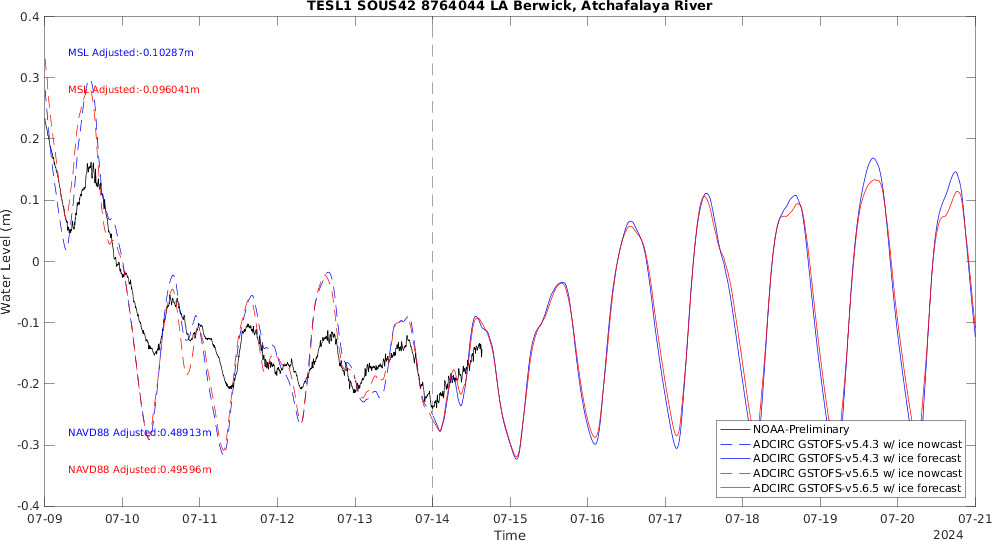 TESL1 SOUS42 8764044 LA Berwick, Atchafalaya River
0.4
0.3
0.2
0.1
0
-0.1
-0.2
-0.3
-0.4
Water Level (m)
MSL Adjusted:-0.10287m
MSL Adjusted:-0.096041m
NAVD88 Adjusted:0.48913m
NAVD88 Adjusted:0.49596m
NOAA-Preliminary
ADCIRC GSTOFS-v5.4.3 w/ ice nowcast
ADCIRC GSTOFS-v5.4.3 w/ ice forecast
ADCIRC GSTOFS-v5.6.5 w/ ice nowcast
ADCIRC GSTOFS-v5.6.5 w/ ice forecast
07-09 07-10 07-11 07-12 07-13 07-14 07-15 07-16 07-17 07-18 07-19 07-20 07-21
Time
2024